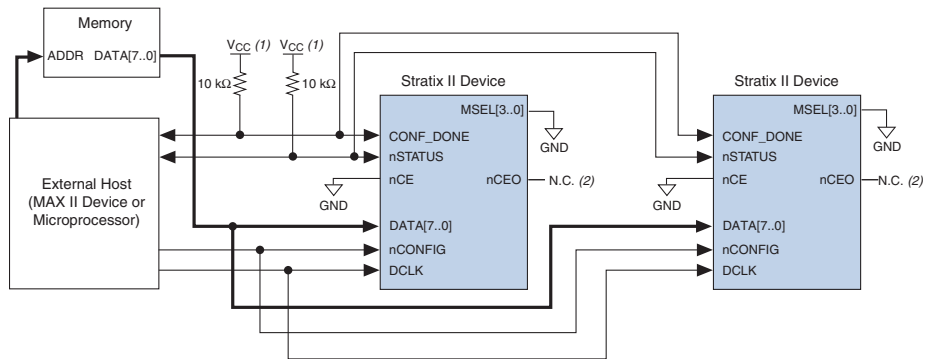 Memory
ADDR DATA[7..0]
VCC (1) VCC (1)
10 kΩ 10 kΩ
External Host
(MAX II Device or
Microprocessor)
Stratix II Device
MSEL[3..0]
GND
CONF_DONE
nSTATUS
nCE nCEO N.C. (2)
GND
DATA[7..0]
nCONFIG
DCLK
Stratix II Device
MSEL[3..0]
GND
CONF_DONE
nSTATUS
nCE nCEO N.C. (2)
GND
DATA[7..0]
nCONFIG
DCLK